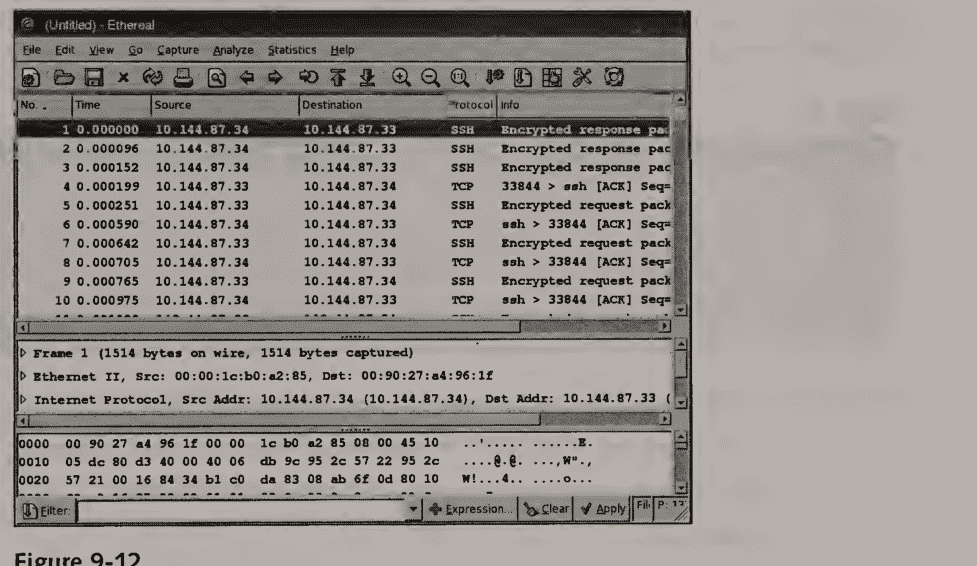 (Untitled) - Ethereal
File Edit View Go Capture Analyze Statistics Help
No. . Time Source Destination Protocol Info
1 0.000000 10.144.87.34 10.144.87.33 SSH Encrypted response pac
2 0.000096 10.144.87.34 10.144.87.33 SSH Encrypted response pac
3 0.000152 10.144.87.34 10.144.87.33 SSH Encrypted response pac
4 0.000199 10.144.87.33 10.144.87.34 TCP 33844 > ssh [ACK] Seq=
5 0.000251 10.144.87.33 10.144.87.34 SSH Encrypted request pack
6 0.000590 10.144.87.34 10.144.87.33 TCP ssh > 33844 [ACK] Seq=
7 0.000642 10.144.87.33 10.144.87.34 SSH Encrypted request pack
8 0.000705 10.144.87.34 10.144.87.33 TCP ssh > 33844 [ACK] Seq=
9 0.000765 10.144.87.33 10.144.87.34 SSH Encrypted request pack
10 0.000975 10.144.87.34 10.144.87.33 TCP ssh > 33844 [ACK] Seq=
Frame 1 (1514 bytes on wire, 1514 bytes captured)
Ethernet II, Src: 00:00:1c:b0:a2:85, Dst: 00:90:27:a4:96:1f
Internet Protocol, Src Addr: 10.144.87.34 (10.144.87.34), Dst Addr: 10.144.87.33 (
0000 00 90 27 a4 96 1f 00 00 1c b0 a2 85 08 00 45 10 ..'..... ......E.
0010 05 dc 80 d3 40 00 40 06 db 9c 95 2c 57 22 95 2c ....@.@. ...,W".,
0020 57 21 00 16 84 34 b1 c0 da 83 08 ab 6f 0d 80 10 W!...4.. ....o...
Filter: Expression... Clear Apply Fil P: 13
Figure 9-12